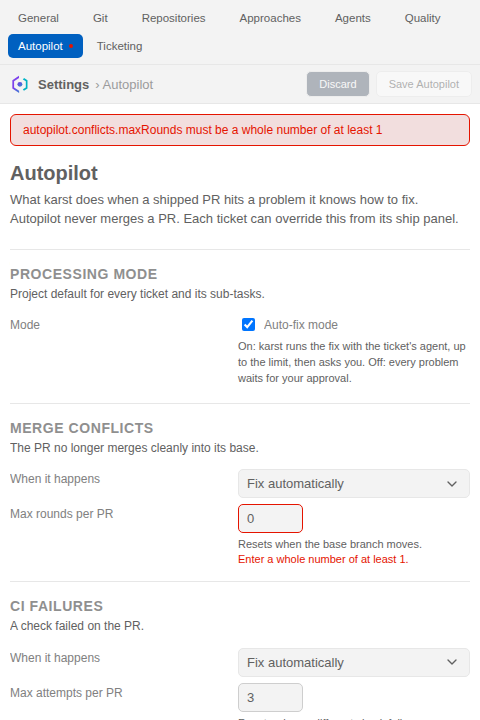 General Git Repositories Approaches Agents Quality
Autopilot Ticketing
Settings › Autopilot Discard Save Autopilot
autopilot.conflicts.maxRounds must be a whole number of at least 1
Autopilot
What karst does when a shipped PR hits a problem it knows how to fix.
Autopilot never merges a PR. Each ticket can override this from its ship panel.
PROCESSING MODE
Project default for every ticket and its sub-tasks.
Mode Auto-fix mode
On: karst runs the fix with the ticket's agent, up
to the limit, then asks you. Off: every problem
waits for your approval.
MERGE CONFLICTS
The PR no longer merges cleanly into its base.
When it happens Fix automatically
Max rounds per PR 0
Resets when the base branch moves.
Enter a whole number of at least 1.
CI FAILURES
A check failed on the PR.
When it happens Fix automatically
Max attempts per PR 3